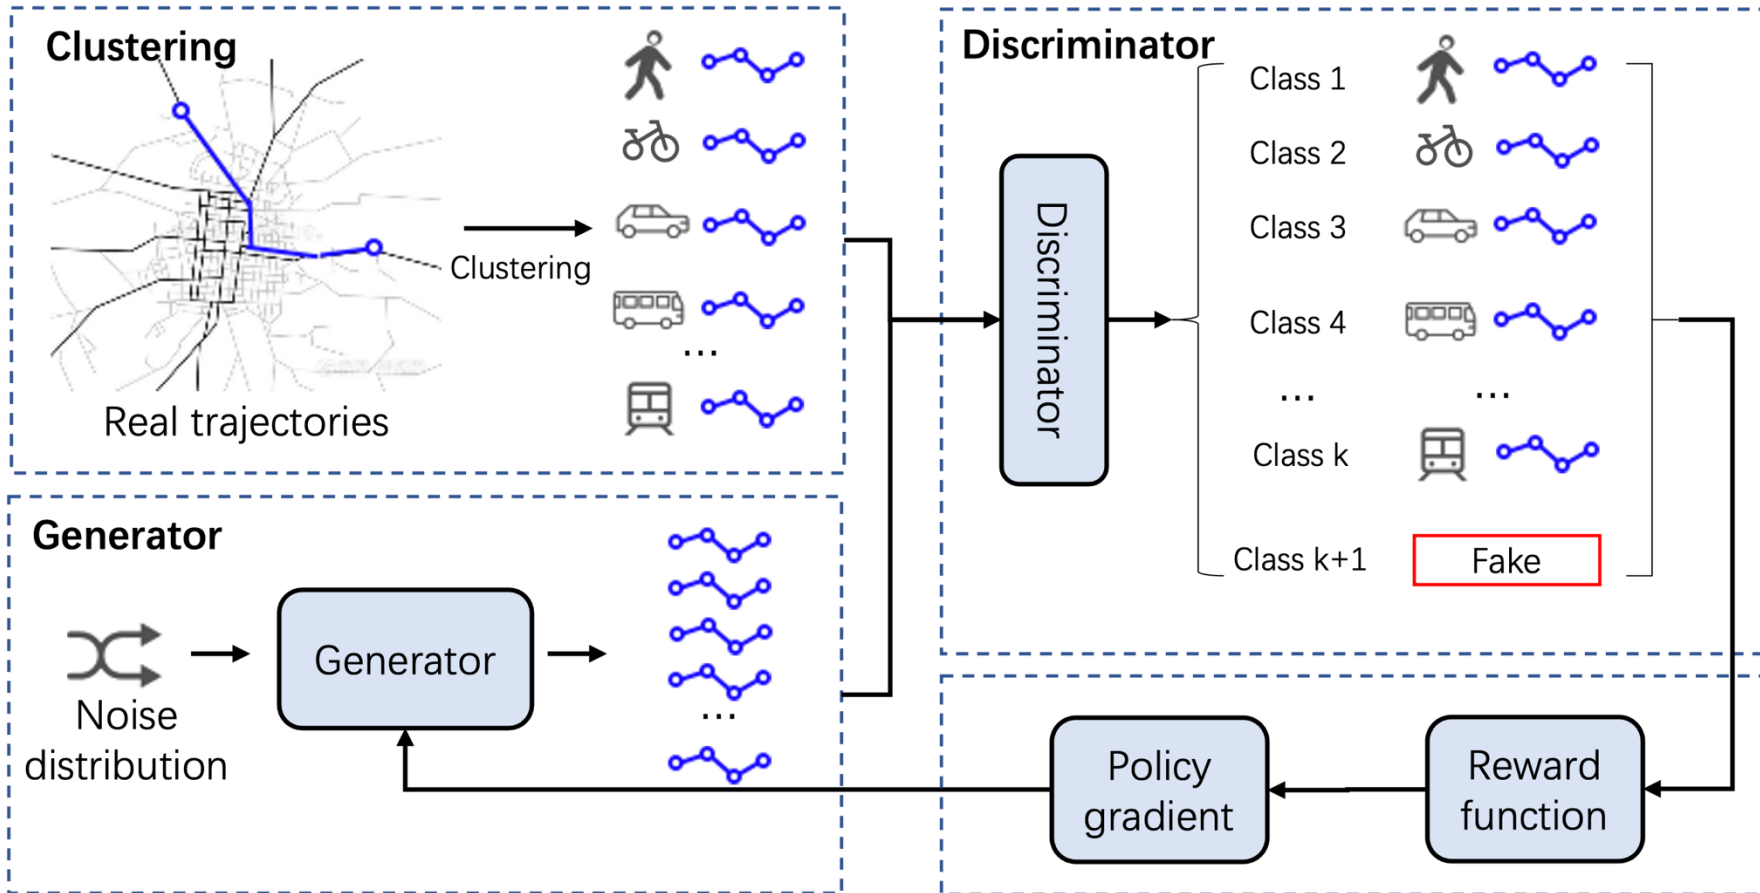 Clustering
Clustering
...
Real trajectories
Generator
Noise
distribution
Generator
...
Discriminator
Discriminator
Class 1
Class 2
Class 3
Class 4
... ...
Class k
Class k+1 Fake
Policy
gradient
Reward
function